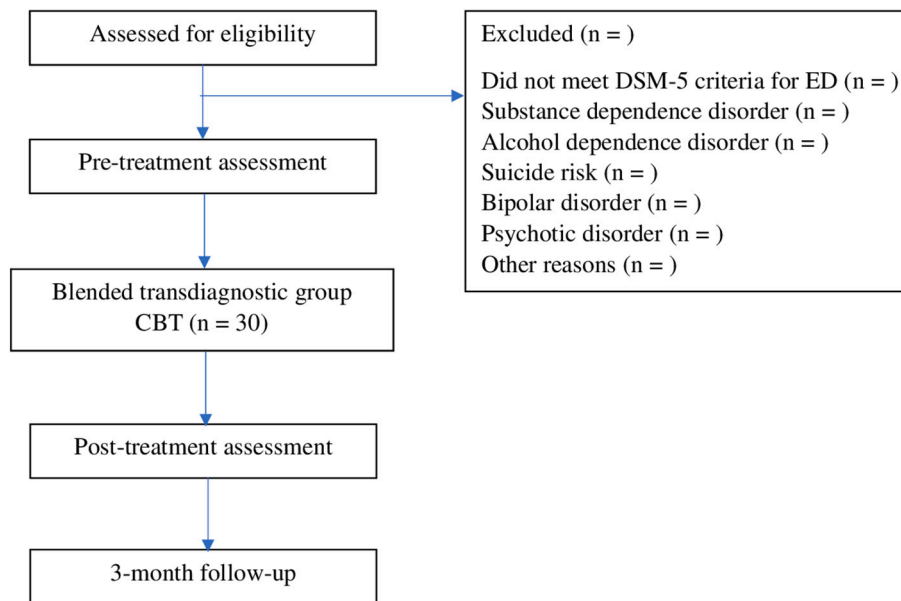 Assessed for eligibility
Excluded (n = )
Did not meet DSM-5 criteria for ED (n = )
Substance dependence disorder (n = )
Alcohol dependence disorder (n = )
Suicide risk (n = )
Bipolar disorder (n = )
Psychotic disorder (n = )
Other reasons (n = )
Pre-treatment assessment
Blended transdiagnostic group
CBT (n = 30)
Post-treatment assessment
3-month follow-up